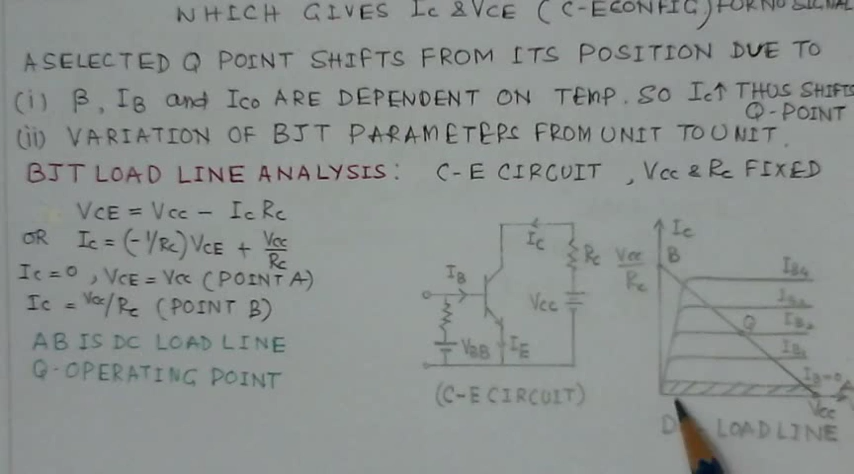 WHICH GIVES Ic & VCE (C-ECONFIG) FOR NO SIGNAL
A SELECTED Q POINT SHIFTS FROM ITS POSITION DUE TO
(i) β, IB and Ico ARE DEPENDENT ON TEMP. SO Ic↑ THUS SHIFTS
Q-POINT
(ii) VARIATION OF BJT PARAMETERS FROM UNIT TO UNIT.
BJT LOAD LINE ANALYSIS: C-E CIRCUIT, Vcc & Rc FIXED
VCE = Vcc - Ic Rc
OR Ic = (-1/Rc) VCE + Vcc/Rc
Ic = 0, VCE = Vcc (POINT A)
Ic = Vcc/Rc (POINT B)
AB IS DC LOAD LINE
Q-OPERATING POINT
Ic
Rc
IB
Vcc
VBB
IE
(C-E CIRCUIT)
Ic
B
Vcc/Rc
IB4
Q
IB2
IB1
IB=0
Vcc
LOAD LINE